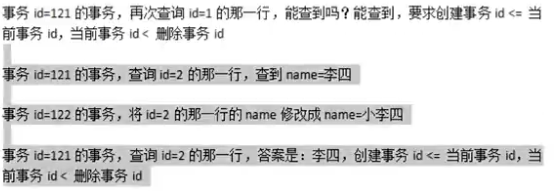 事务 id=121 的事务，再次查询 id=1 的那一行，能查到吗？能查到，要求创建事务 id <= 当
前事务 id，当前事务 id < 删除事务 id
事务 id=121 的事务，查询 id=2 的那一行，查到 name=李四
事务 id=122 的事务，将 id=2 的那一行的 name 修改成 name=小李四
事务 id=121 的事务，查询 id=2 的那一行，答案是：李四，创建事务 id <= 当前事务 id，当
前事务 id < 删除事务 id